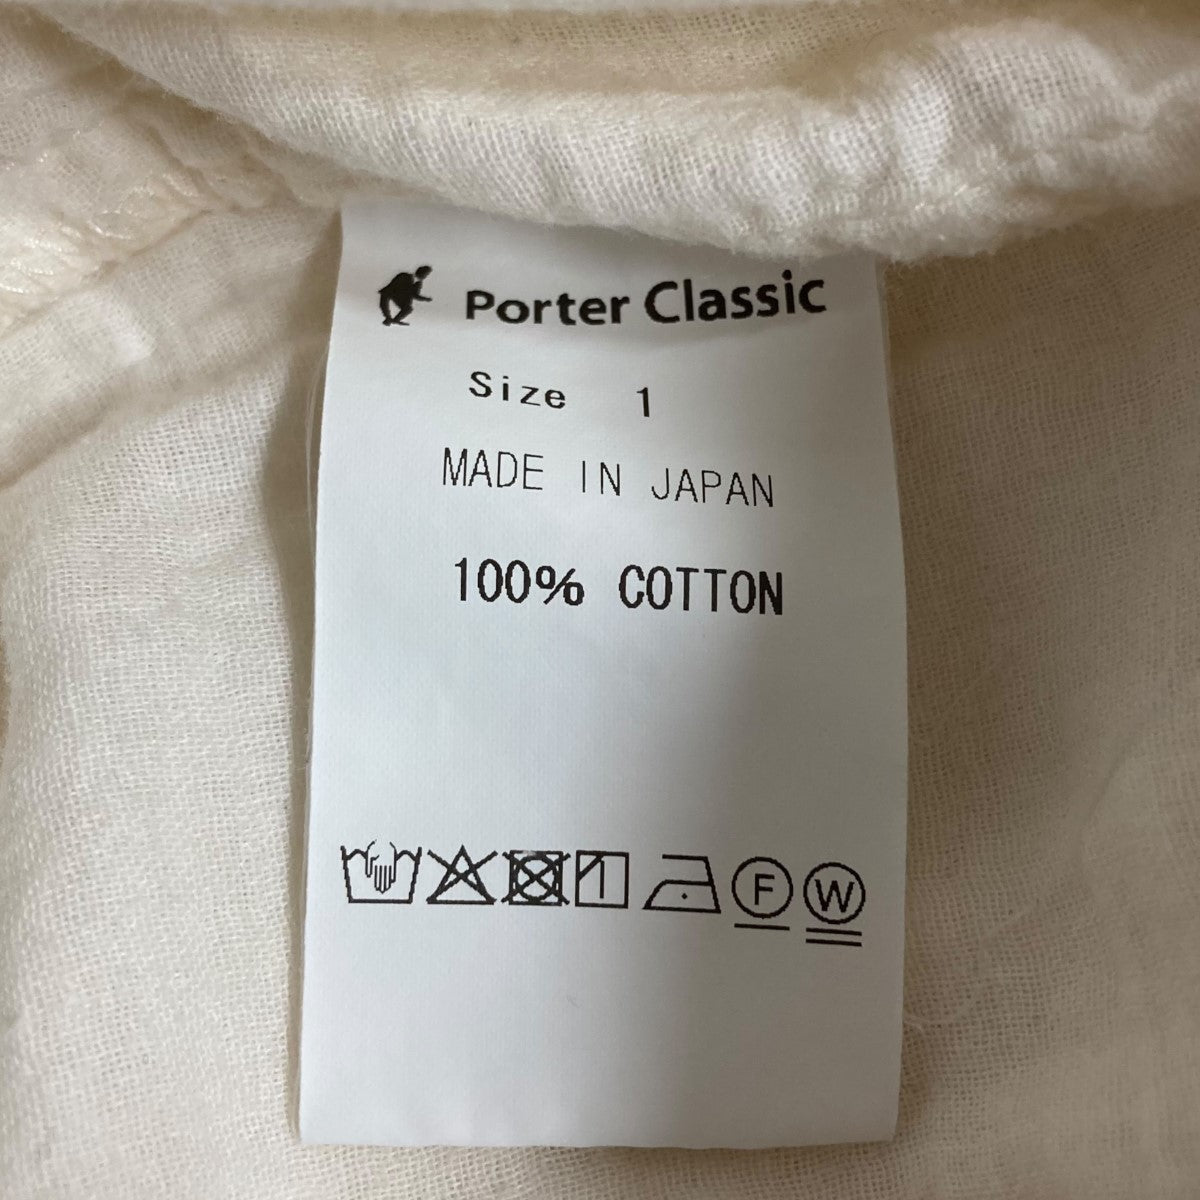 Porter Classic
Size 1
MADE IN JAPAN
100% COTTON
F W